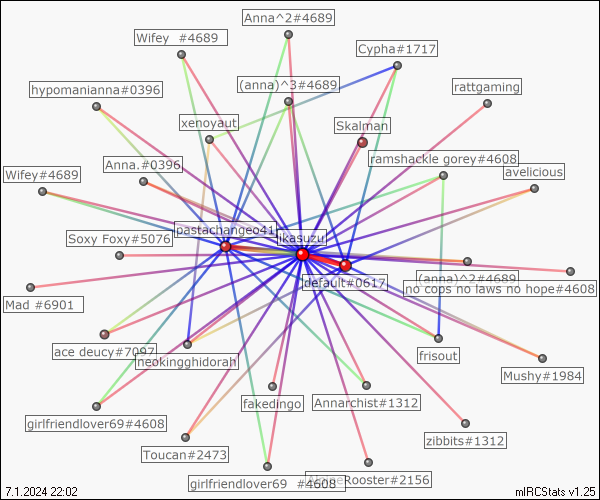 Anna^2#4689
Wifey  #4689
Cypha#1717
(anna)^3#4689
hypomanianna#0396
rattgaming
xenoyaut
Skalman
ramshackle gorey#4608
Anna.#0396
Wifey#4689
avelicious
pastachangeo41
likasuzu
Soxy Foxy#5076
(anna)^2#4689
default#0617
no cops no laws no hope#4608
Mad #6901
ace deucy#7097
neokingghidorah
frisout
Mushy#1984
fakedingo
Annarchist#1312
girlfriendlover69#4608
zibbits#1312
Toucan#2473
girlfriendlover69  #4608
Rooster#2156
7.1.2024 22:02
mIRCStats v1.25